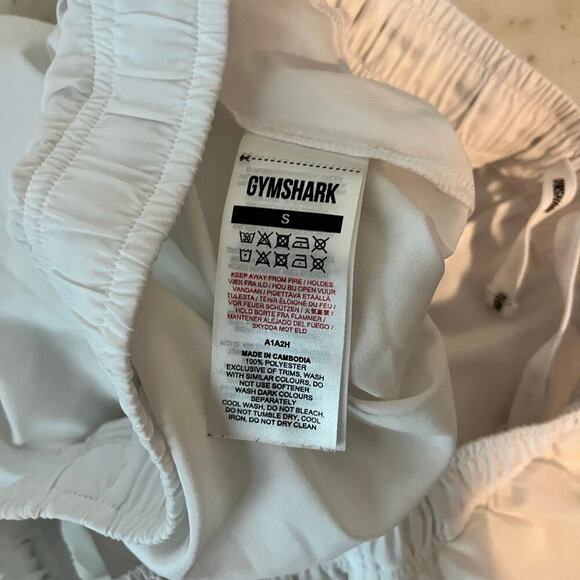 GYMSHARK
S
KEEP AWAY FROM FIRE / HOLDES
VÆK FRA ILD / HOU BIJ OPEN VUUR
VANDAAN / PIDETTÄVÄ ETÄÄLLÄ
TULESTA / TENIR ÉLOIGNÉ DU FEU /
VOR FEUER SCHÜTZEN /
HOLD BORTE FRA FLAMMER /
MANTENER ALEJADO DEL FUEGO /
SKYDDA MOT ELD
A1A2H
MADE IN CAMBODIA
100% POLYESTER
EXCLUSIVE OF TRIMS, WASH
WITH SIMILAR COLOURS, DO
NOT USE SOFTENER
WASH DARK COLOURS
SEPARATELY
COOL WASH, DO NOT BLEACH,
DO NOT TUMBLE DRY, COOL
IRON, DO NOT DRY CLEAN